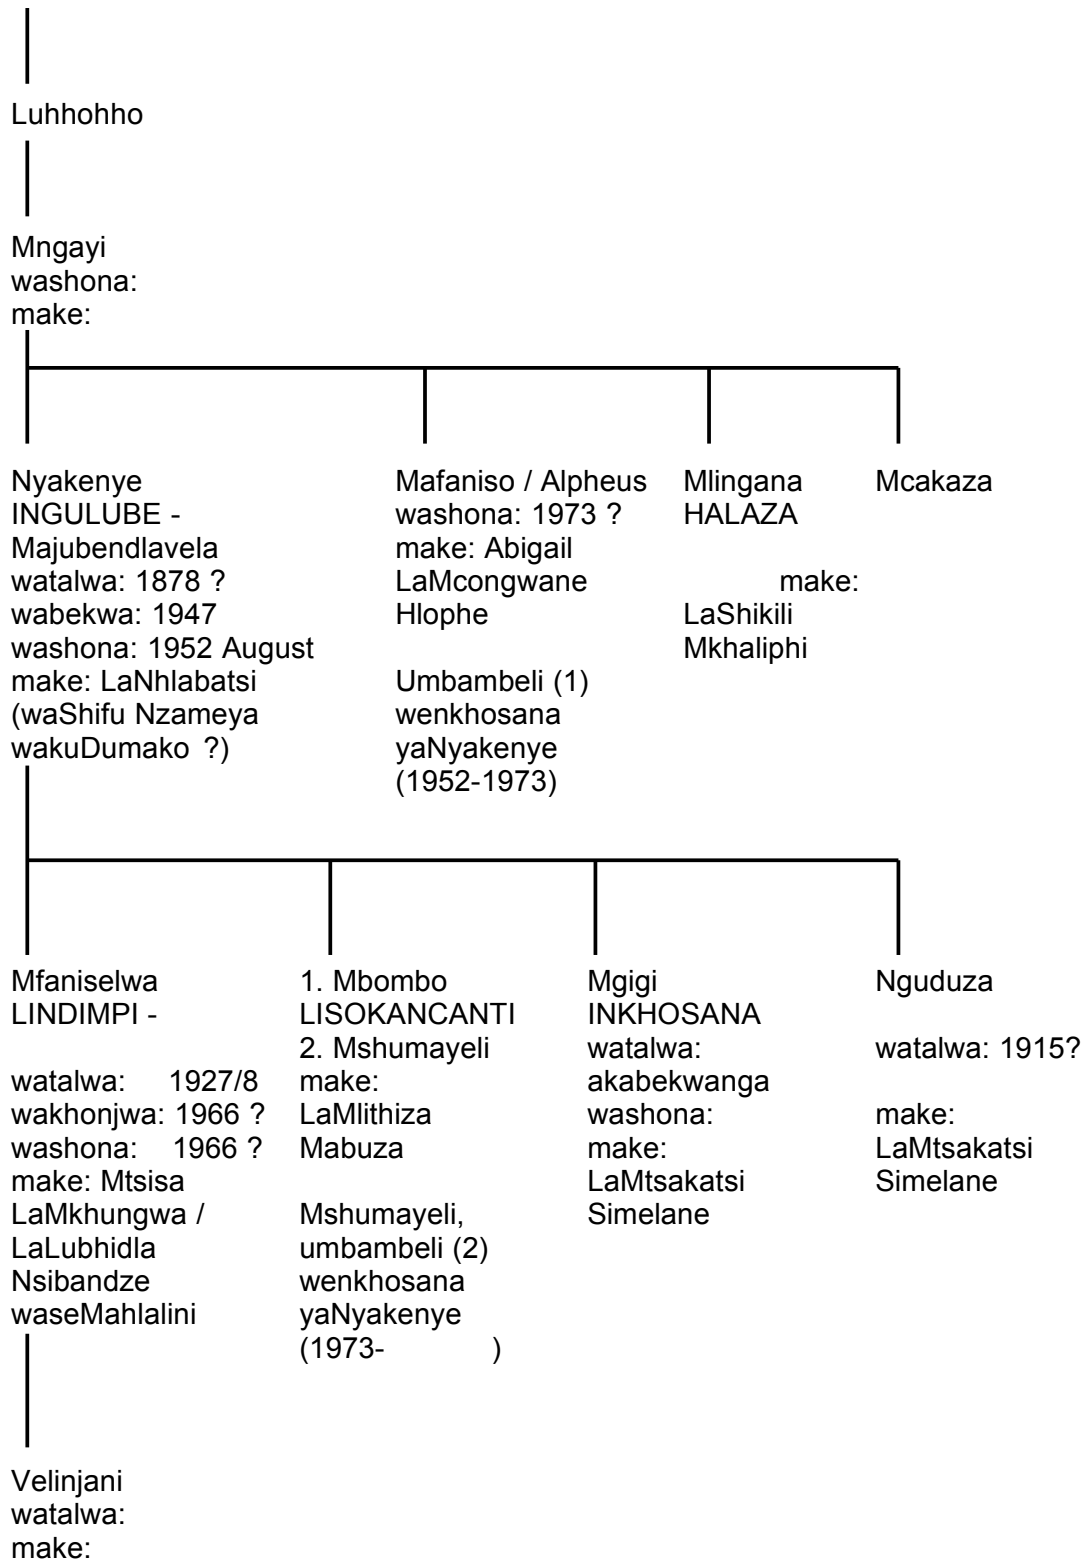 Luhhohho
Mngayi
washona:
make:
Nyakenye
INGULUBE -
Majubendlavela
watalwa: 1878 ?
wabekwa: 1947
washona: 1952 August
make: LaNhlabatsi
(waShifu Nzameya
wakuDumako ?)
Mafaniso / Alpheus
washona: 1973 ?
make: Abigail
LaMcongwane
Hlophe
Umbambeli (1)
wenkhosana
yaNyakenye
(1952-1973)
Mlingana
HALAZA
make:
LaShikili
Mkhaliphi
Mcakaza
Mfaniselwa
LINDIMPI -
watalwa: 1927/8
wakhonjwa: 1966 ?
washona: 1966 ?
make: Mtsisa
LaMkhungwa /
LaLubhidla
Nsibandze
waseMahlalini
1. Mbombo
LISOKANCANTI
2. Mshumayeli
make:
LaMlithiza
Mabuza
Mshumayeli,
umbambeli (2)
wenkhosana
yaNyakenye
(1973- )
Mgigi
INKHOSANA
watalwa:
akabekwanga
washona:
make:
LaMtsakatsi
Simelane
Nguduza
watalwa: 1915?
make:
LaMtsakatsi
Simelane
Velinjani
watalwa:
make: